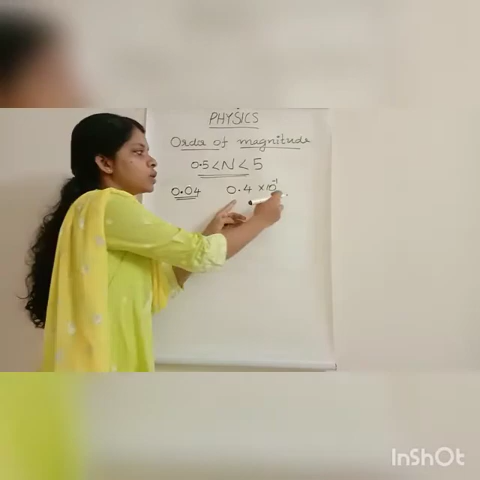 PHYSICS
Order of magnitude
0.5 < N < 5
0.04 0.4 × 10⁻¹
InShOt